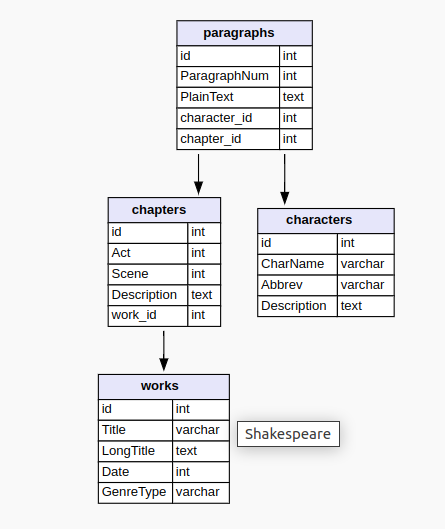 paragraphs
id int
ParagraphNum int
PlainText text
character_id int
chapter_id int
chapters
id int
Act int
Scene int
Description text
work_id int
characters
id int
CharName varchar
Abbrev varchar
Description text
works
id int
Title varchar
LongTitle text
Date int
GenreType varchar
Shakespeare